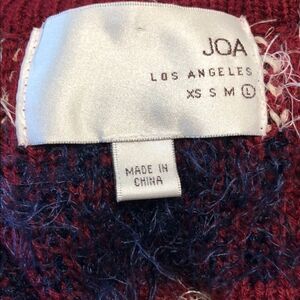 JOA
LOS ANGELES
XS S M L
MADE IN
CHINA